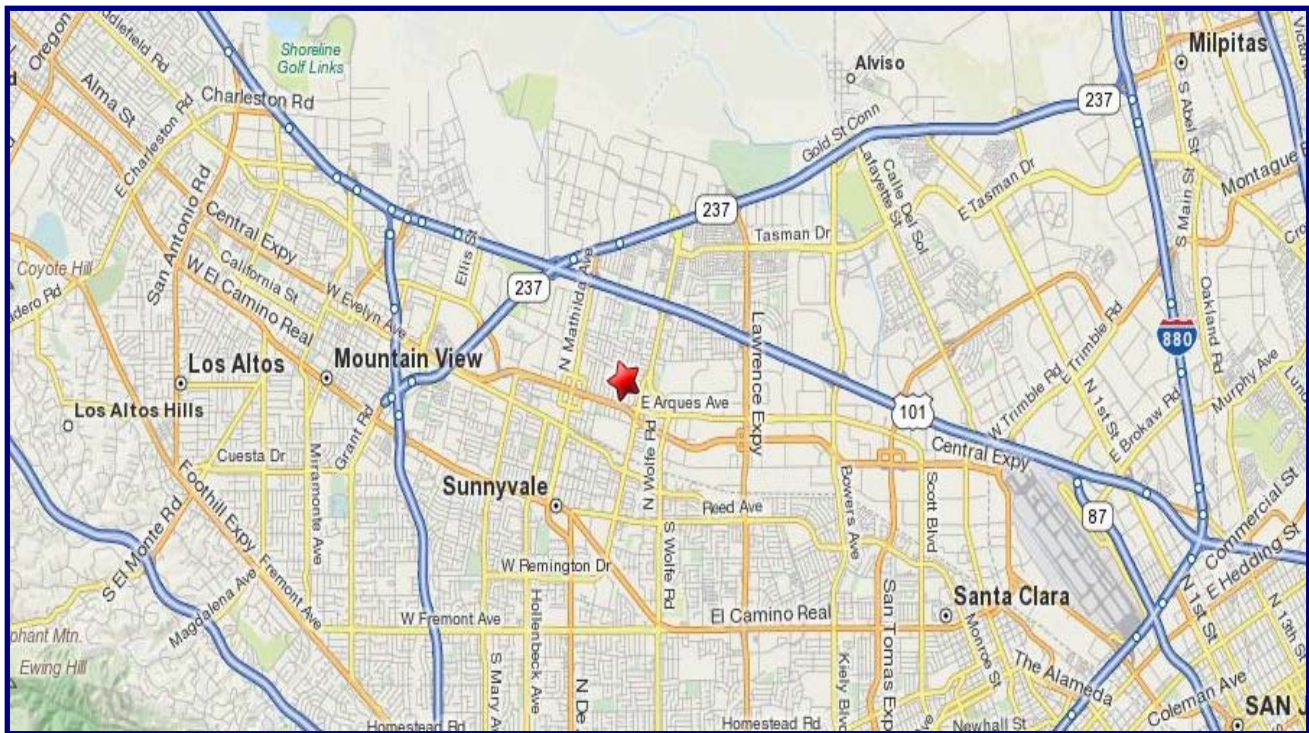 Oregon
Middlefield Rd
Shoreline
Golf Links
Alviso
Milpitas
Alma St
Charleston Rd
237
S Abel St
Gold St Conn
E Charleston Rd
Lafayette St
Calle Del Sol
E Tasman Dr
Main St
S Main St
Montague
San Antonio Rd
Central Expy
237
Tasman Dr
Ellis St
Coyote Hill
California St
W El Camino Real
W Evelyn Ave
237
N Mathilda Ave
Lawrence Expy
Oakland Rd
880
E Trimble Rd
W Trimble Rd
Los Altos
Mountain View
N 1st St
Murphy Ave
E Brokaw Rd
Los Altos Hills
E Arques Ave
101
Grant Rd
N Wolfe Rd
Central Expy
Cuesta Dr
Miramonte Ave
Foothill Expy
Sunnyvale
Bowers Ave
Scott Blvd
Reed Ave
87
Commercial St
S El Monte Rd
E Hedding St
S Wolfe Rd
W Remington Dr
Fremont Ave
Santa Clara
Magdalena Ave
Hollenbeck Ave
San Tomas Exp
El Camino Real
W Fremont Ave
N 1st St
N 13th St
Monroe St
Ewing Hill
S Mary Av
N De
Kiely Blvd
The Alameda
Coleman Ave
SAN J
Homestead Rd
Homestead Rd
Newhall St